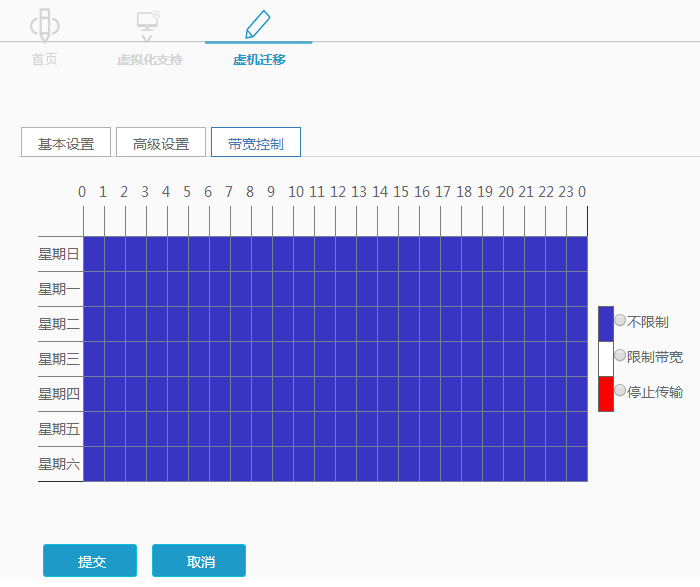 首页 虚拟化支持 虚机迁移
基本设置 高级设置 带宽控制
0 1 2 3 4 5 6 7 8 9 10 11 12 13 14 15 16 17 18 19 20 21 22 23 0
星期日
星期一
星期二
不限制
星期三
限制带宽
星期四
停止传输
星期五
星期六
提交 取消